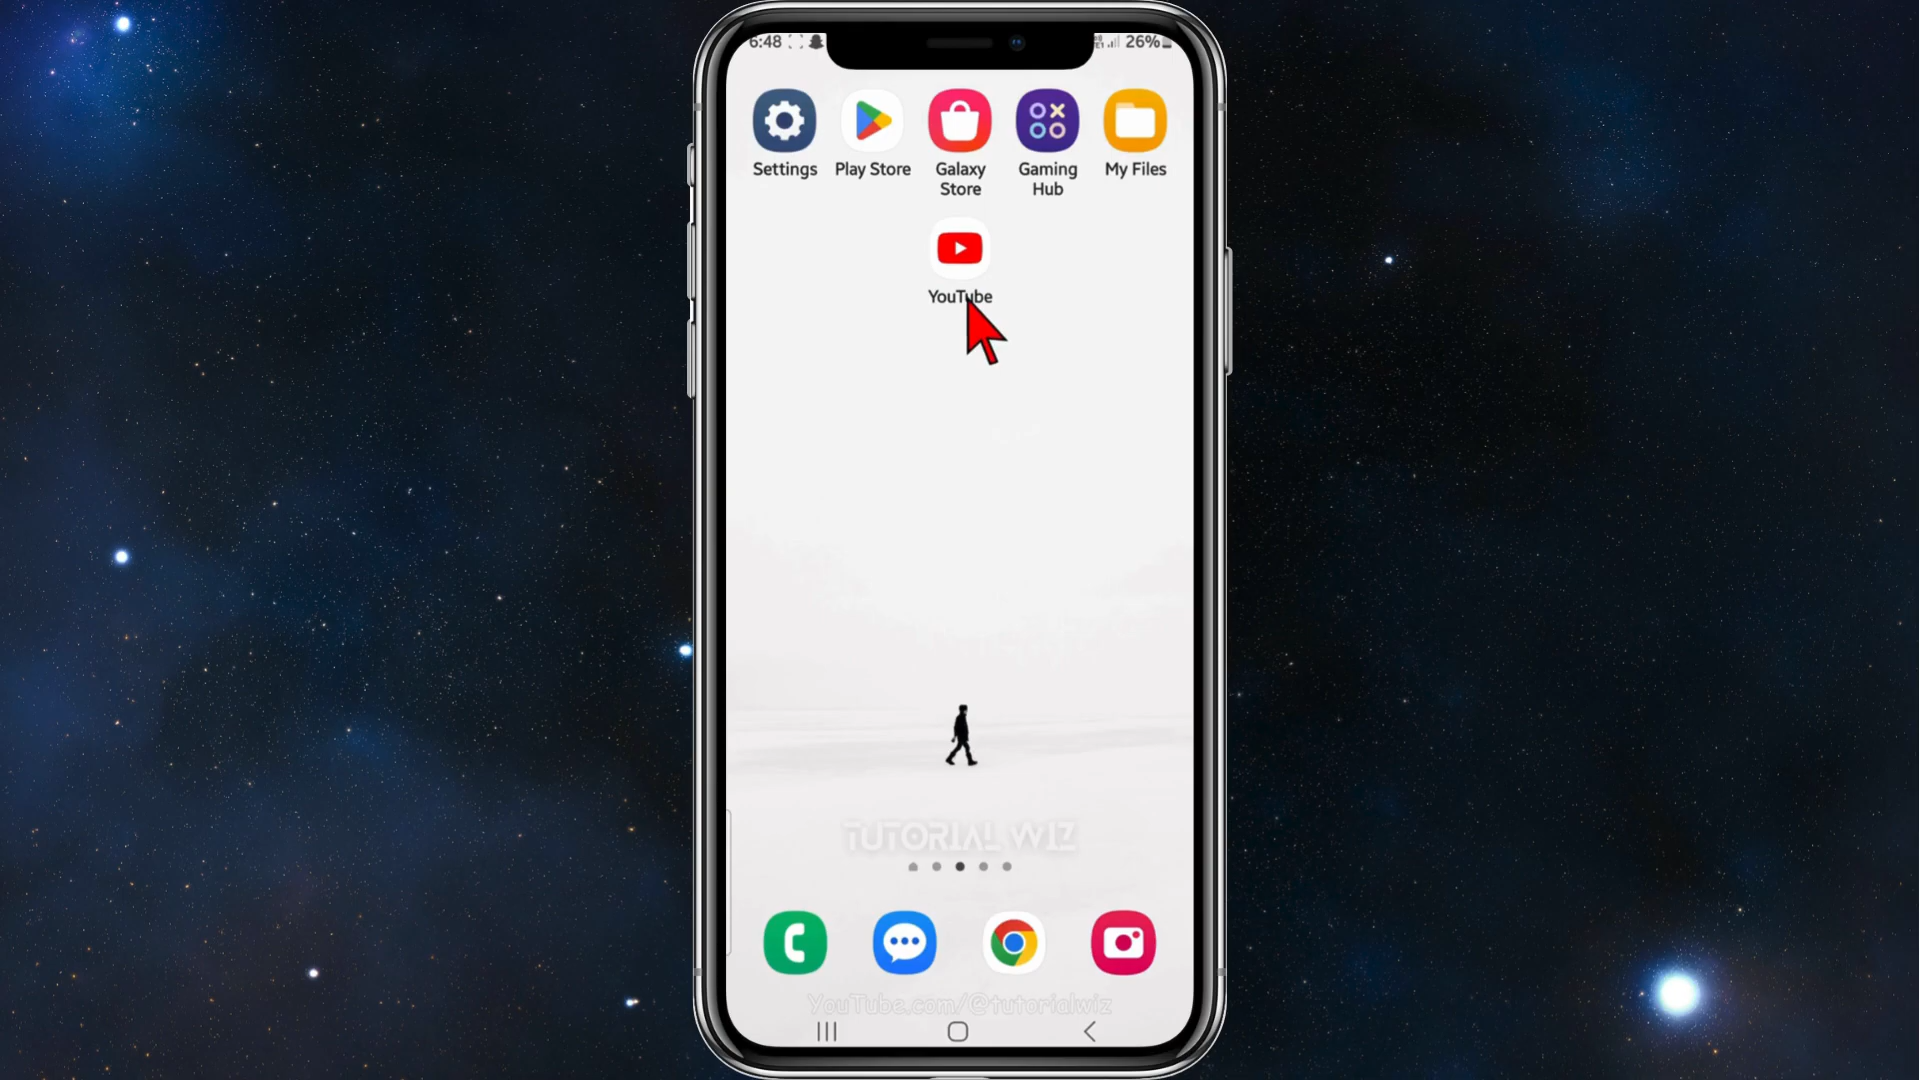 6:48
26%
Settings
Play Store
Galaxy
Store
Gaming
Hub
My Files
YouTube
TUTORIAL WIZ
YouTube.com/@tutorialwiz